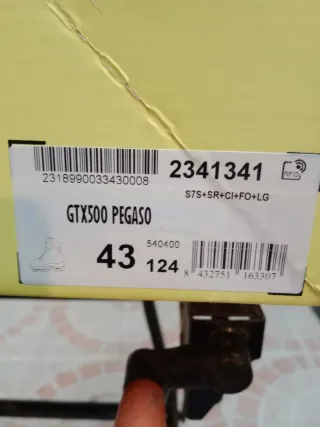 2318990033430008
2341341
RFID
S7S+SR+CI+FO+LG
GTX500 PEGASO
43
540400
124
8 432751 163307